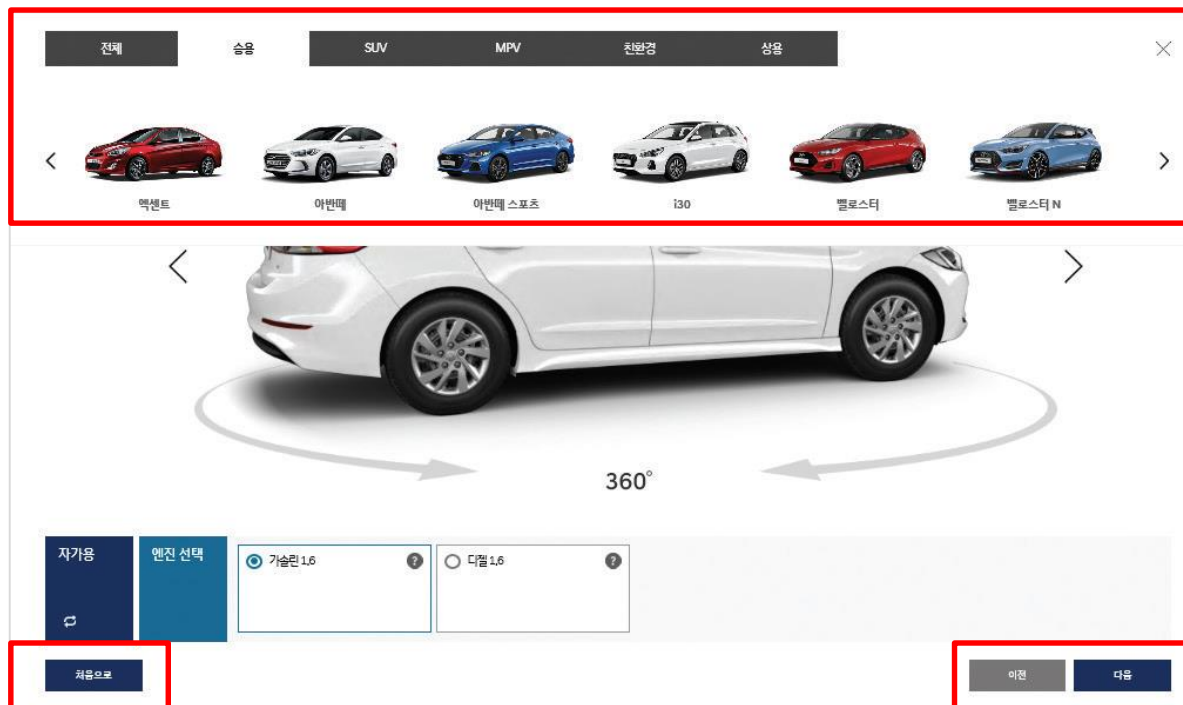 전체 승용 SUV MPV 친환경 상용
엑센트 아반떼 아반떼 스포츠 i30 벨로스터 벨로스터 N
360°
자가용 엔진 선택 가솔린 1.6 ? 디젤 1.6 ?
처음으로 이전 다음